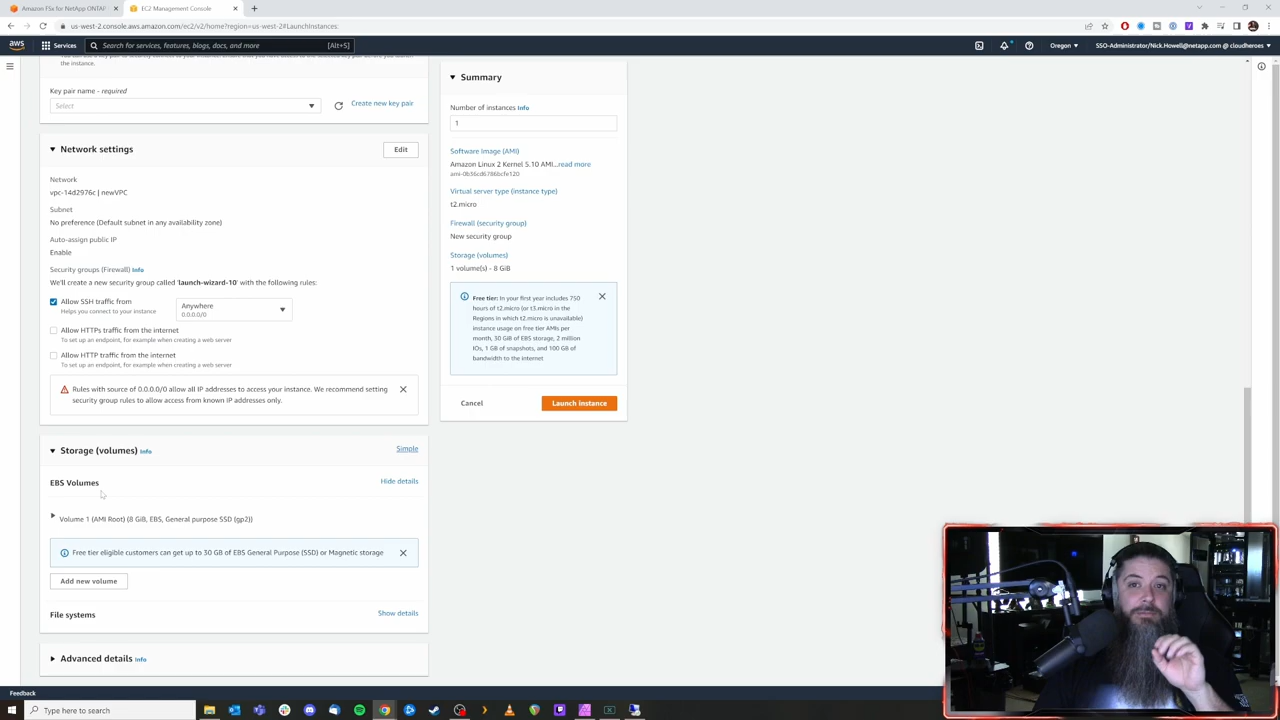 Amazon FSx for NetApp ONTAP
EC2 Management Console
us-west-2.console.aws.amazon.com/ec2/v2/home?region=us-west-2#LaunchInstances:
aws
Services
Search for services, features, blogs, docs, and more
[Alt+S]
Oregon
SSO-Administrator/Nick.Howell@netapp.com @ cloudheroes
the instance.
Key pair name - required
Select
Create new key pair
Network settings
Edit
Network
vpc-14d2976c | newVPC
Subnet
No preference (Default subnet in any availability zone)
Auto-assign public IP
Enable
Security groups (Firewall) Info
We'll create a new security group called 'launch-wizard-10' with the following rules:
Allow SSH traffic from
Helps you connect to your instance
Anywhere
0.0.0.0/0
Allow HTTPs traffic from the internet
To set up an endpoint, for example when creating a web server
Allow HTTP traffic from the internet
To set up an endpoint, for example when creating a web server
Rules with source of 0.0.0.0/0 allow all IP addresses to access your instance. We recommend setting
security group rules to allow access from known IP addresses only.
Storage (volumes) Info
Simple
EBS Volumes
Hide details
Volume 1 (AMI Root) (8 GiB, EBS, General purpose SSD (gp2))
Free tier eligible customers can get up to 30 GB of EBS General Purpose (SSD) or Magnetic storage
Add new volume
File systems
Show details
Advanced details Info
Summary
Number of instances Info
1
Software Image (AMI)
Amazon Linux 2 Kernel 5.10 AMI...read more
ami-0b36cd6786bcfe120
Virtual server type (instance type)
t2.micro
Firewall (security group)
New security group
Storage (volumes)
1 volume(s) - 8 GiB
Free tier: In your first year includes 750
hours of t2.micro (or t3.micro in the
Regions in which t2.micro is unavailable)
instance usage on free tier AMIs per
month, 30 GiB of EBS storage, 2 million
IOs, 1 GB of snapshots, and 100 GB of
bandwidth to the internet
Cancel
Launch instance
Feedback
Type here to search